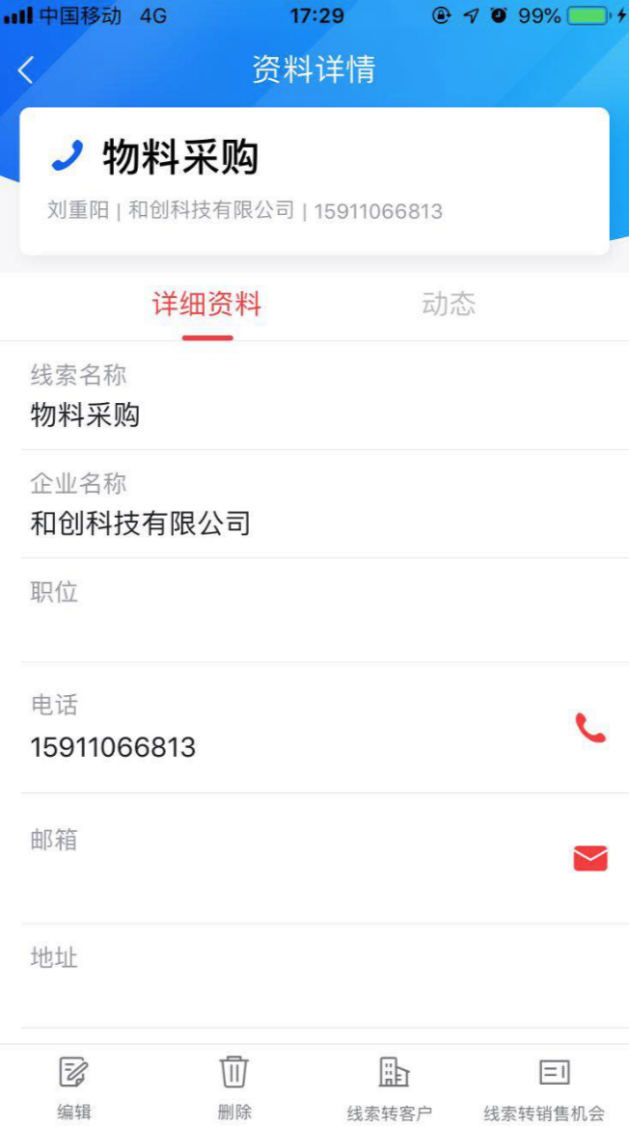 中国移动 4G 17:29 99%
资料详情
物料采购
刘重阳 | 和创科技有限公司 | 15911066813
详细资料 动态
线索名称
物料采购
企业名称
和创科技有限公司
职位
电话
15911066813
邮箱
地址
编辑 删除 线索转客户 线索转销售机会